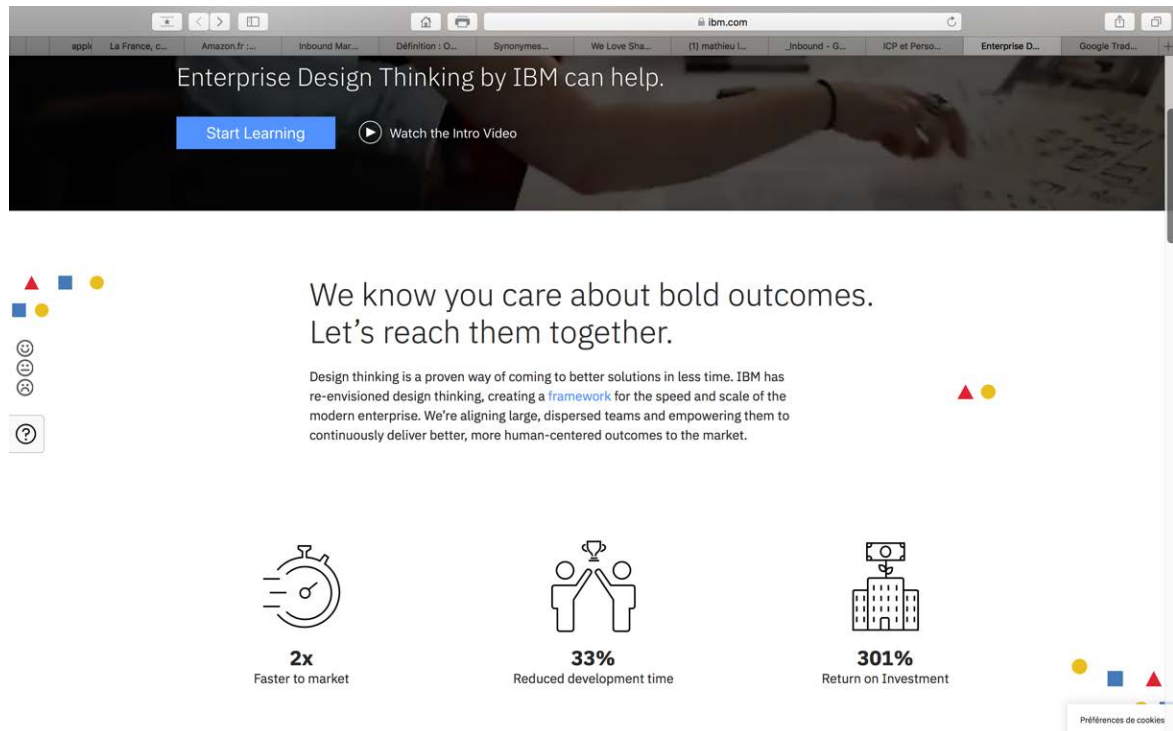 ibm.com
apple
La France, c...
Amazon.fr :...
Inbound Mar...
Définition : O...
Synonymes...
We Love Sha...
(1) mathieu l...
_Inbound - G...
ICP et Perso...
Enterprise D...
Google Trad...
Enterprise Design Thinking by IBM can help.
Start Learning
Watch the Intro Video
We know you care about bold outcomes.
Let’s reach them together.
Design thinking is a proven way of coming to better solutions in less time. IBM has
re-envisioned design thinking, creating a framework for the speed and scale of the
modern enterprise. We’re aligning large, dispersed teams and empowering them to
continuously deliver better, more human-centered outcomes to the market.
2x
Faster to market
33%
Reduced development time
301%
Return on Investment
Préférences de cookies